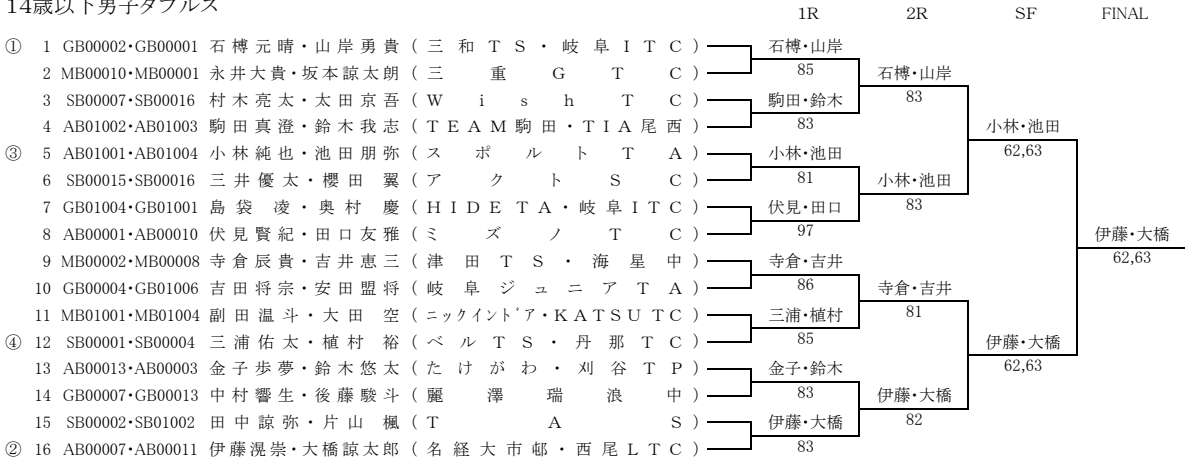 14歳以下男子ダブルス
1R 2R SF FINAL
① 1 GB00002・GB00001 石榑元晴・山岸勇貴(三和TS・岐阜ITC) 石榑・山岸
2 MB00010・MB00001 永井大貴・坂本諒太朗(三重GTC) 85 石榑・山岸
3 SB00007・SB00016 村木亮太・太田京吾(WishTC) 駒田・鈴木 83
4 AB01002・AB01003 駒田真澄・鈴木我志(TEAM駒田・TIA尾西) 83 小林・池田
③ 5 AB01001・AB01004 小林純也・池田朋弥(スポルトTA) 小林・池田 62,63
6 SB00015・SB00016 三井優太・櫻田翼(アクトSC) 81 小林・池田
7 GB01004・GB01001 島袋凌・奥村慶(HIDETA・岐阜ITC) 伏見・田口 83
8 AB00001・AB00010 伏見賢紀・田口友雅(ミズノTC) 97 伊藤・大橋
9 MB00002・MB00008 寺倉辰貴・吉井恵三(津田TS・海星中) 寺倉・吉井 62,63
10 GB00004・GB01006 吉田将宗・安田盟将(岐阜ジュニアTA) 86 寺倉・吉井
11 MB01001・MB01004 副田温斗・大田空(ニックインドア・KATSUTC) 三浦・植村 81
④ 12 SB00001・SB00004 三浦佑太・植村裕(ベルTS・丹那TC) 85 伊藤・大橋
13 AB00013・AB00003 金子歩夢・鈴木悠太(たけがわ・刈谷TP) 金子・鈴木 62,63
14 GB00007・GB00013 中村響生・後藤駿斗(麗澤瑞浪中) 83 伊藤・大橋
15 SB00002・SB01002 田中諒弥・片山楓(TAS) 伊藤・大橋 82
② 16 AB00007・AB00011 伊藤滉崇・大橋諒太郎(名経大市邨・西尾LTC) 83